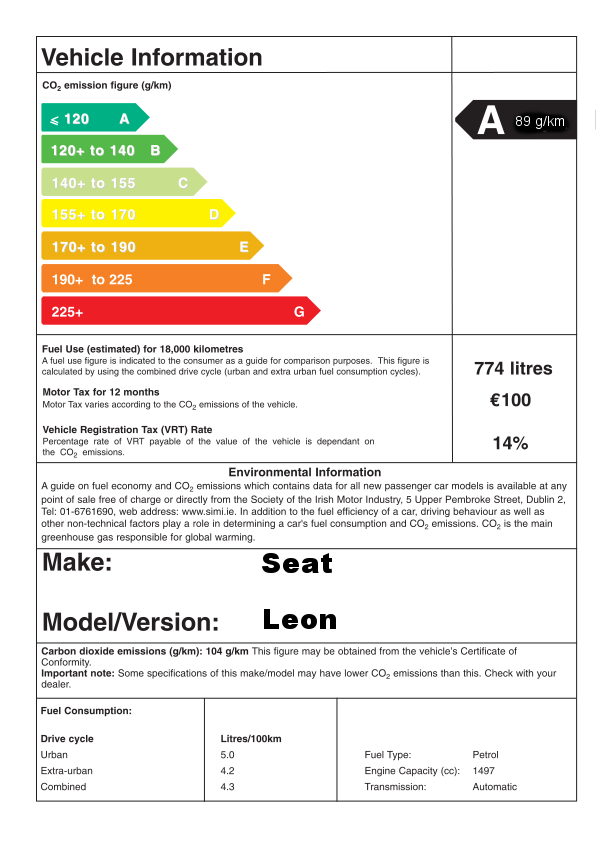 Vehicle Information
CO2 emission figure (g/km)
⩽ 120 A
120+ to 140 B
140+ to 155 C
155+ to 170 D
170+ to 190 E
190+ to 225 F
225+ G
A 89 g/km
Fuel Use (estimated) for 18,000 kilometres
A fuel use figure is indicated to the consumer as a guide for comparison purposes. This figure is
calculated by using the combined drive cycle (urban and extra urban fuel consumption cycles).
774 litres
Motor Tax for 12 months
Motor Tax varies according to the CO2 emissions of the vehicle.
€100
Vehicle Registration Tax (VRT) Rate
Percentage rate of VRT payable of the value of the vehicle is dependant on
the CO2 emissions.
14%
Environmental Information
A guide on fuel economy and CO2 emissions which contains data for all new passenger car models is available at any
point of sale free of charge or directly from the Society of the Irish Motor Industry, 5 Upper Pembroke Street, Dublin 2,
Tel: 01-6761690, web address: www.simi.ie. In addition to the fuel efficiency of a car, driving behaviour as well as
other non-technical factors play a role in determining a car's fuel consumption and CO2 emissions. CO2 is the main
greenhouse gas responsible for global warming.
Make: Seat
Model/Version: Leon
Carbon dioxide emissions (g/km): 104 g/km This figure may be obtained from the vehicle's Certificate of
Conformity.
Important note: Some specifications of this make/model may have lower CO2 emissions than this. Check with your
dealer.
Fuel Consumption:
Drive cycle Litres/100km
Urban 5.0 Fuel Type: Petrol
Extra-urban 4.2 Engine Capacity (cc): 1497
Combined 4.3 Transmission: Automatic